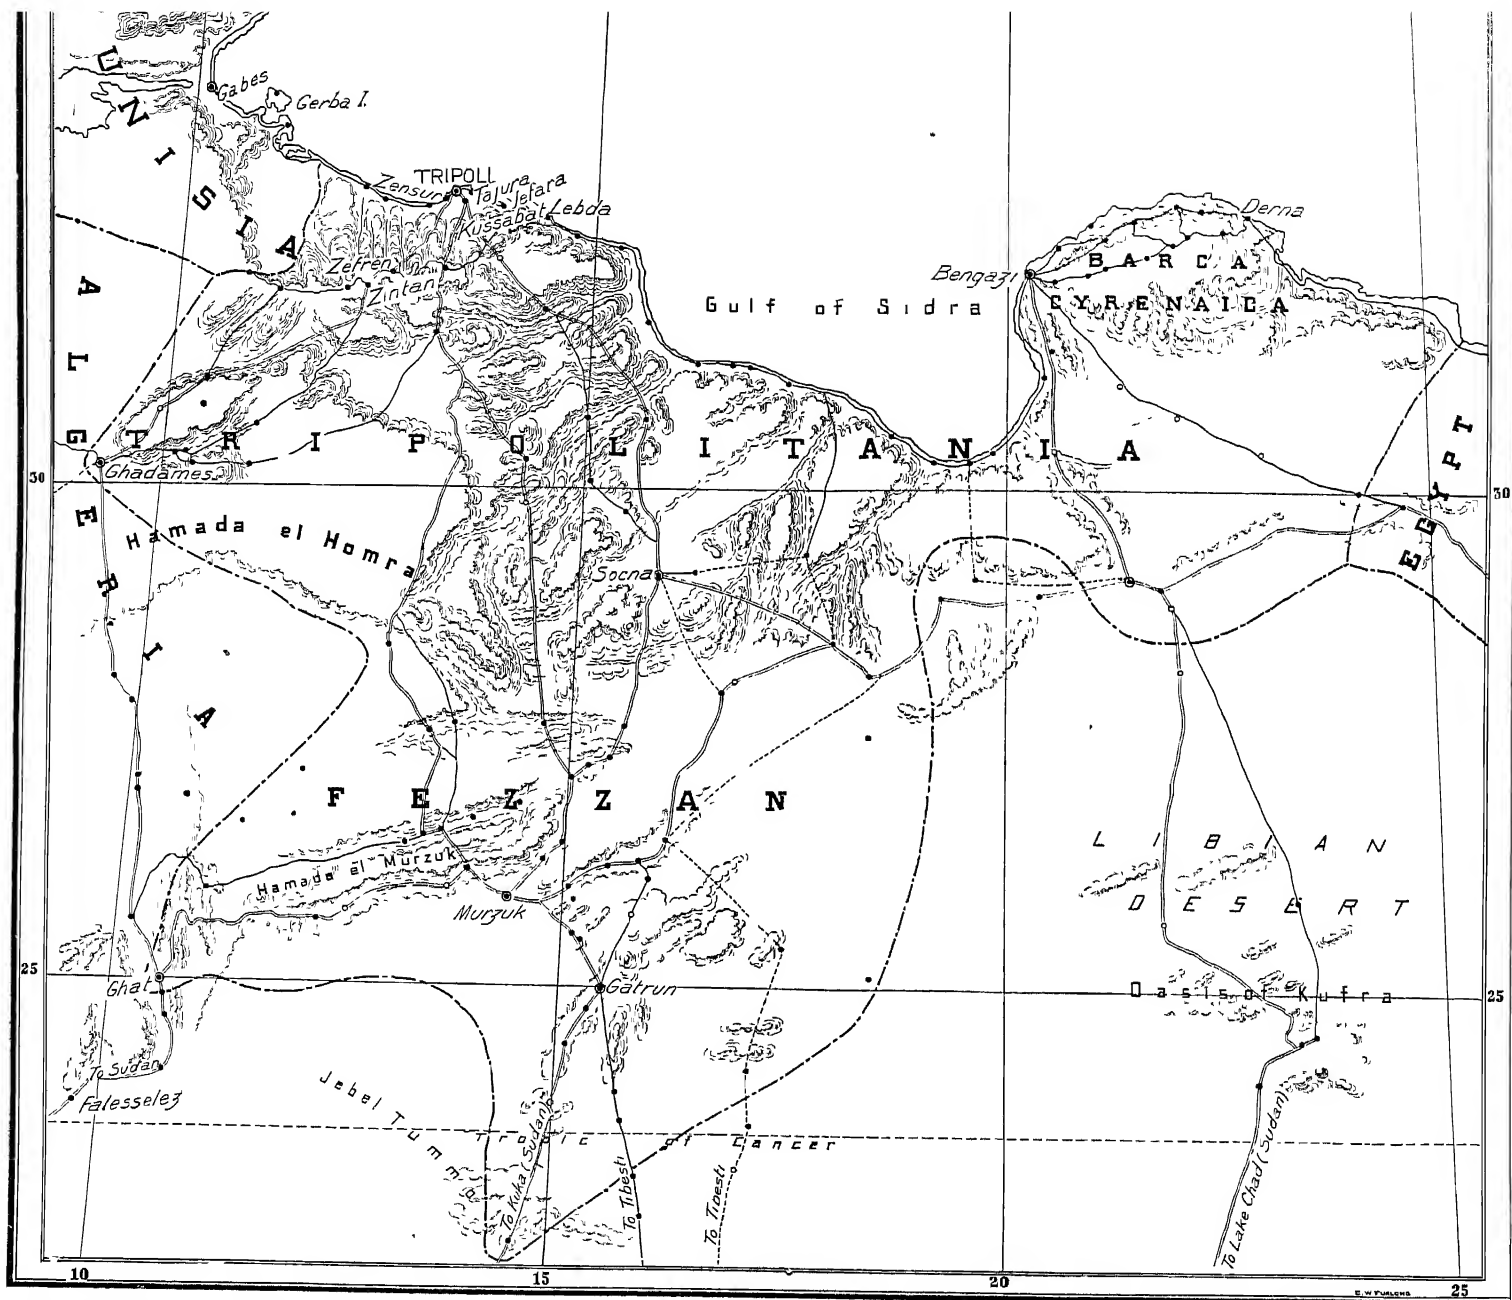 Gabes
Gerba I.
UNISIA
TRIPOLI
Zensur
Tajura
Jefara
Kussabat
Lebda
Derna
Zefren
Zintan
Bengazi
BARCA
CYRENAICA
Gulf of Sidra
ALGERIA
TRIPOLITANIA
EGYPT
Ghadames
30
30
Hamada el Homra
Socna
FEZZAN
LIBIAN
DESERT
Hamada el Murzuk
Murzuk
25
Ghat
Gatrun
Oasis of Kufra
25
To Sudan
Falesselez
Jebel Tummo
Tropic of Cancer
To Kuka (Sudan)
To Tibesti
To Tibesti
To Lake Chad (Sudan)
10
15
20
25
C.W FURLONG